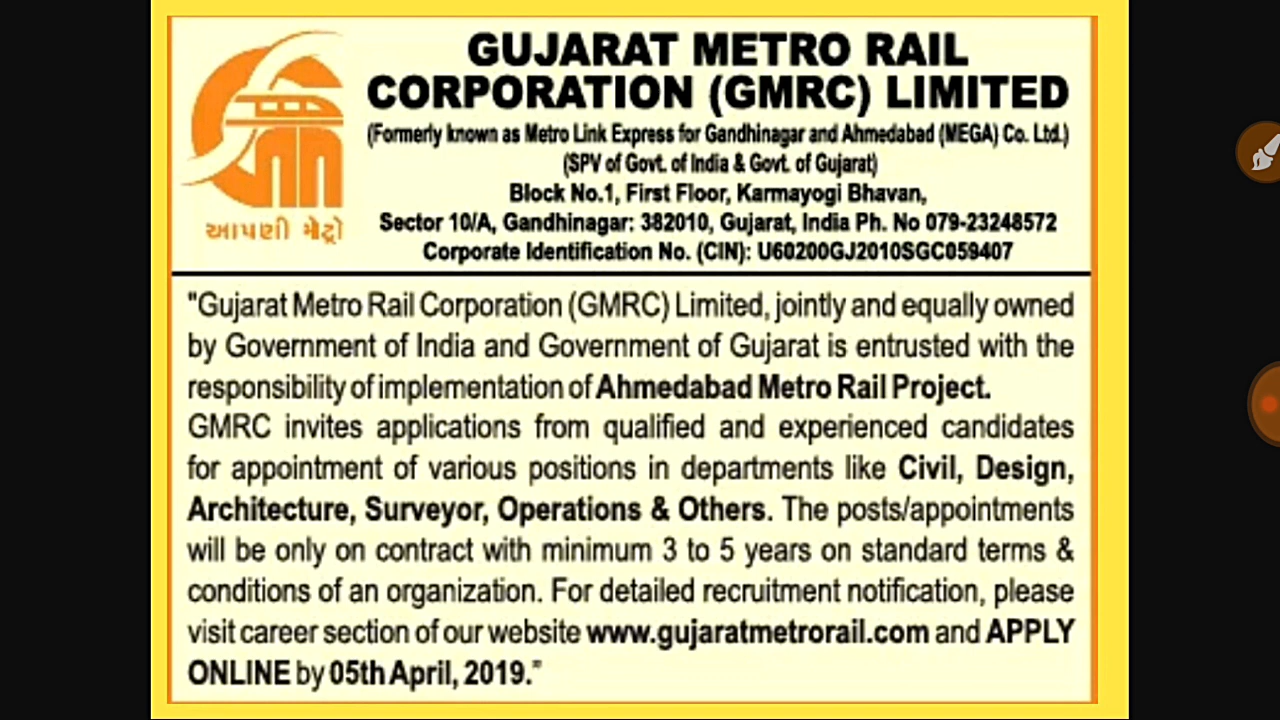 GUJARAT METRO RAIL
CORPORATION (GMRC) LIMITED
(Formerly known as Metro Link Express for Gandhinagar and Ahmedabad (MEGA) Co. Ltd.)
(SPV of Govt. of India & Govt. of Gujarat)
Block No.1, First Floor, Karmayogi Bhavan,
Sector 10/A, Gandhinagar: 382010, Gujarat, India Ph. No 079-23248572
Corporate Identification No. (CIN): U60200GJ2010SGC059407
આપણી મેટ્રો
"Gujarat Metro Rail Corporation (GMRC) Limited, jointly and equally owned
by Government of India and Government of Gujarat is entrusted with the
responsibility of implementation of Ahmedabad Metro Rail Project.
GMRC invites applications from qualified and experienced candidates
for appointment of various positions in departments like Civil, Design,
Architecture, Surveyor, Operations & Others. The posts/appointments
will be only on contract with minimum 3 to 5 years on standard terms &
conditions of an organization. For detailed recruitment notification, please
visit career section of our website www.gujaratmetrorail.com and APPLY
ONLINE by 05th April, 2019."